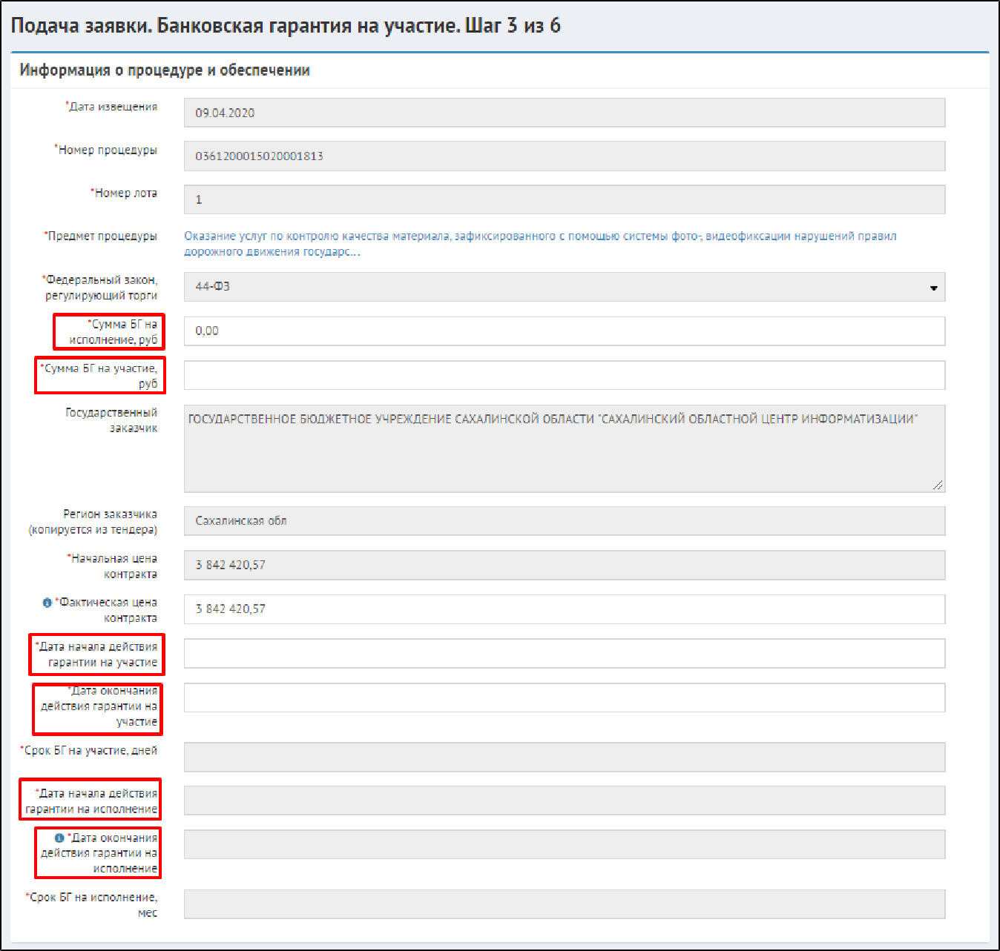 Подача заявки. Банковская гарантия на участие. Шаг 3 из 6
Информация о процедуре и обеспечении
*Дата извещения
09.04.2020
*Номер процедуры
0361200015020001813
*Номер лота
1
*Предмет процедуры
Оказание услуг по контролю качества материала, зафиксированного с помощью системы фото-, видеофиксации нарушений правил
дорожного движения государс...
*Федеральный закон,
регулирующий торги
44-ФЗ
*Сумма БГ на
исполнение, руб
0,00
*Сумма БГ на участие,
руб
Государственный
заказчик
ГОСУДАРСТВЕННОЕ БЮДЖЕТНОЕ УЧРЕЖДЕНИЕ САХАЛИНСКОЙ ОБЛАСТИ "САХАЛИНСКИЙ ОБЛАСТНОЙ ЦЕНТР ИНФОРМАТИЗАЦИИ"
Регион заказчика
(копируется из тендера)
Сахалинская обл
*Начальная цена
контракта
3 842 420,57
*Фактическая цена
контракта
3 842 420,57
*Дата начала действия
гарантии на участие
*Дата окончания
действия гарантии на
участие
*Срок БГ на участие, дней
*Дата начала действия
гарантии на исполнение
*Дата окончания
действия гарантии на
исполнение
*Срок БГ на исполнение,
мес